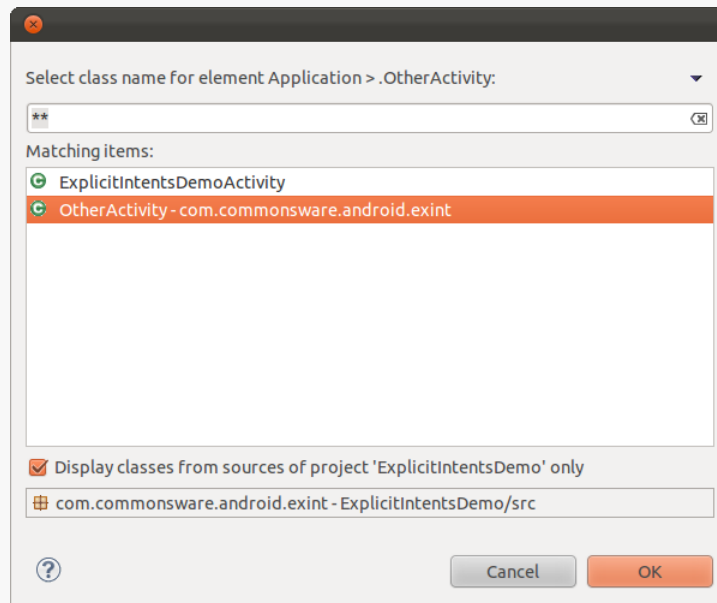 Select class name for element Application > .OtherActivity:
**
Matching items:
ExplicitIntentsDemoActivity
OtherActivity - com.commonsware.android.exint
Display classes from sources of project 'ExplicitIntentsDemo' only
com.commonsware.android.exint - ExplicitIntentsDemo/src
Cancel OK